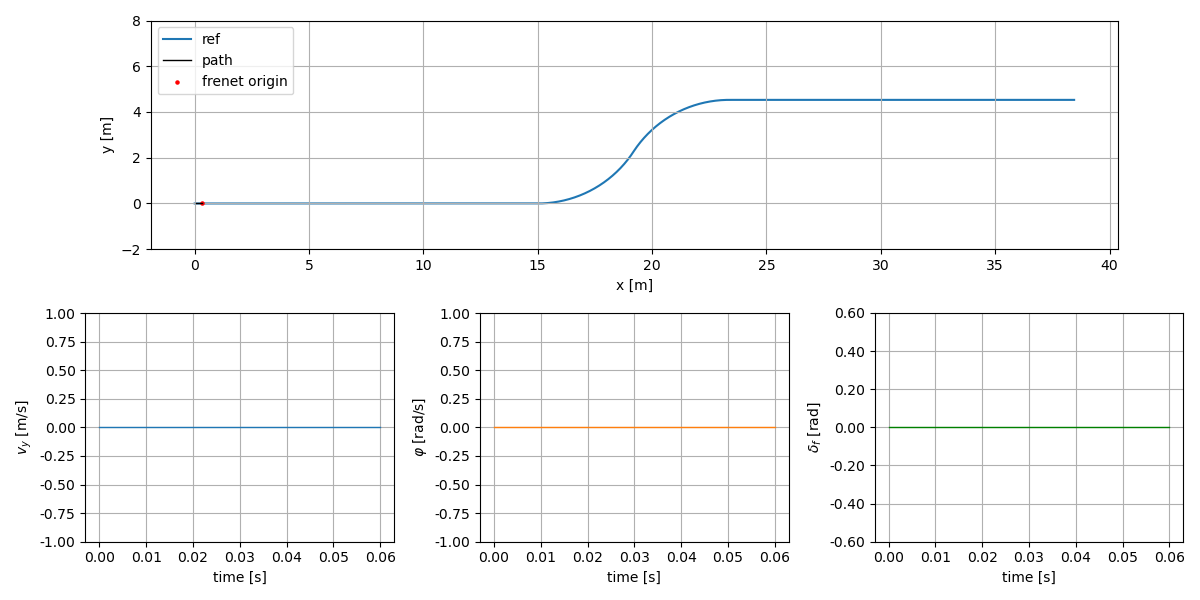 8
6
4
2
0
−2
y [m]
ref
path
frenet origin
0 5 10 15 20 25 30 35 40
x [m]
1.00
0.75
0.50
0.25
0.00
-0.25
-0.50
-0.75
-1.00
v_y [m/s]
0.00 0.01 0.02 0.03 0.04 0.05 0.06
time [s]
1.00
0.75
0.50
0.25
0.00
-0.25
-0.50
-0.75
-1.00
φ [rad/s]
0.00 0.01 0.02 0.03 0.04 0.05 0.06
time [s]
0.60
0.40
0.20
0.00
-0.20
-0.40
-0.60
δ_f [rad]
0.00 0.01 0.02 0.03 0.04 0.05 0.06
time [s]